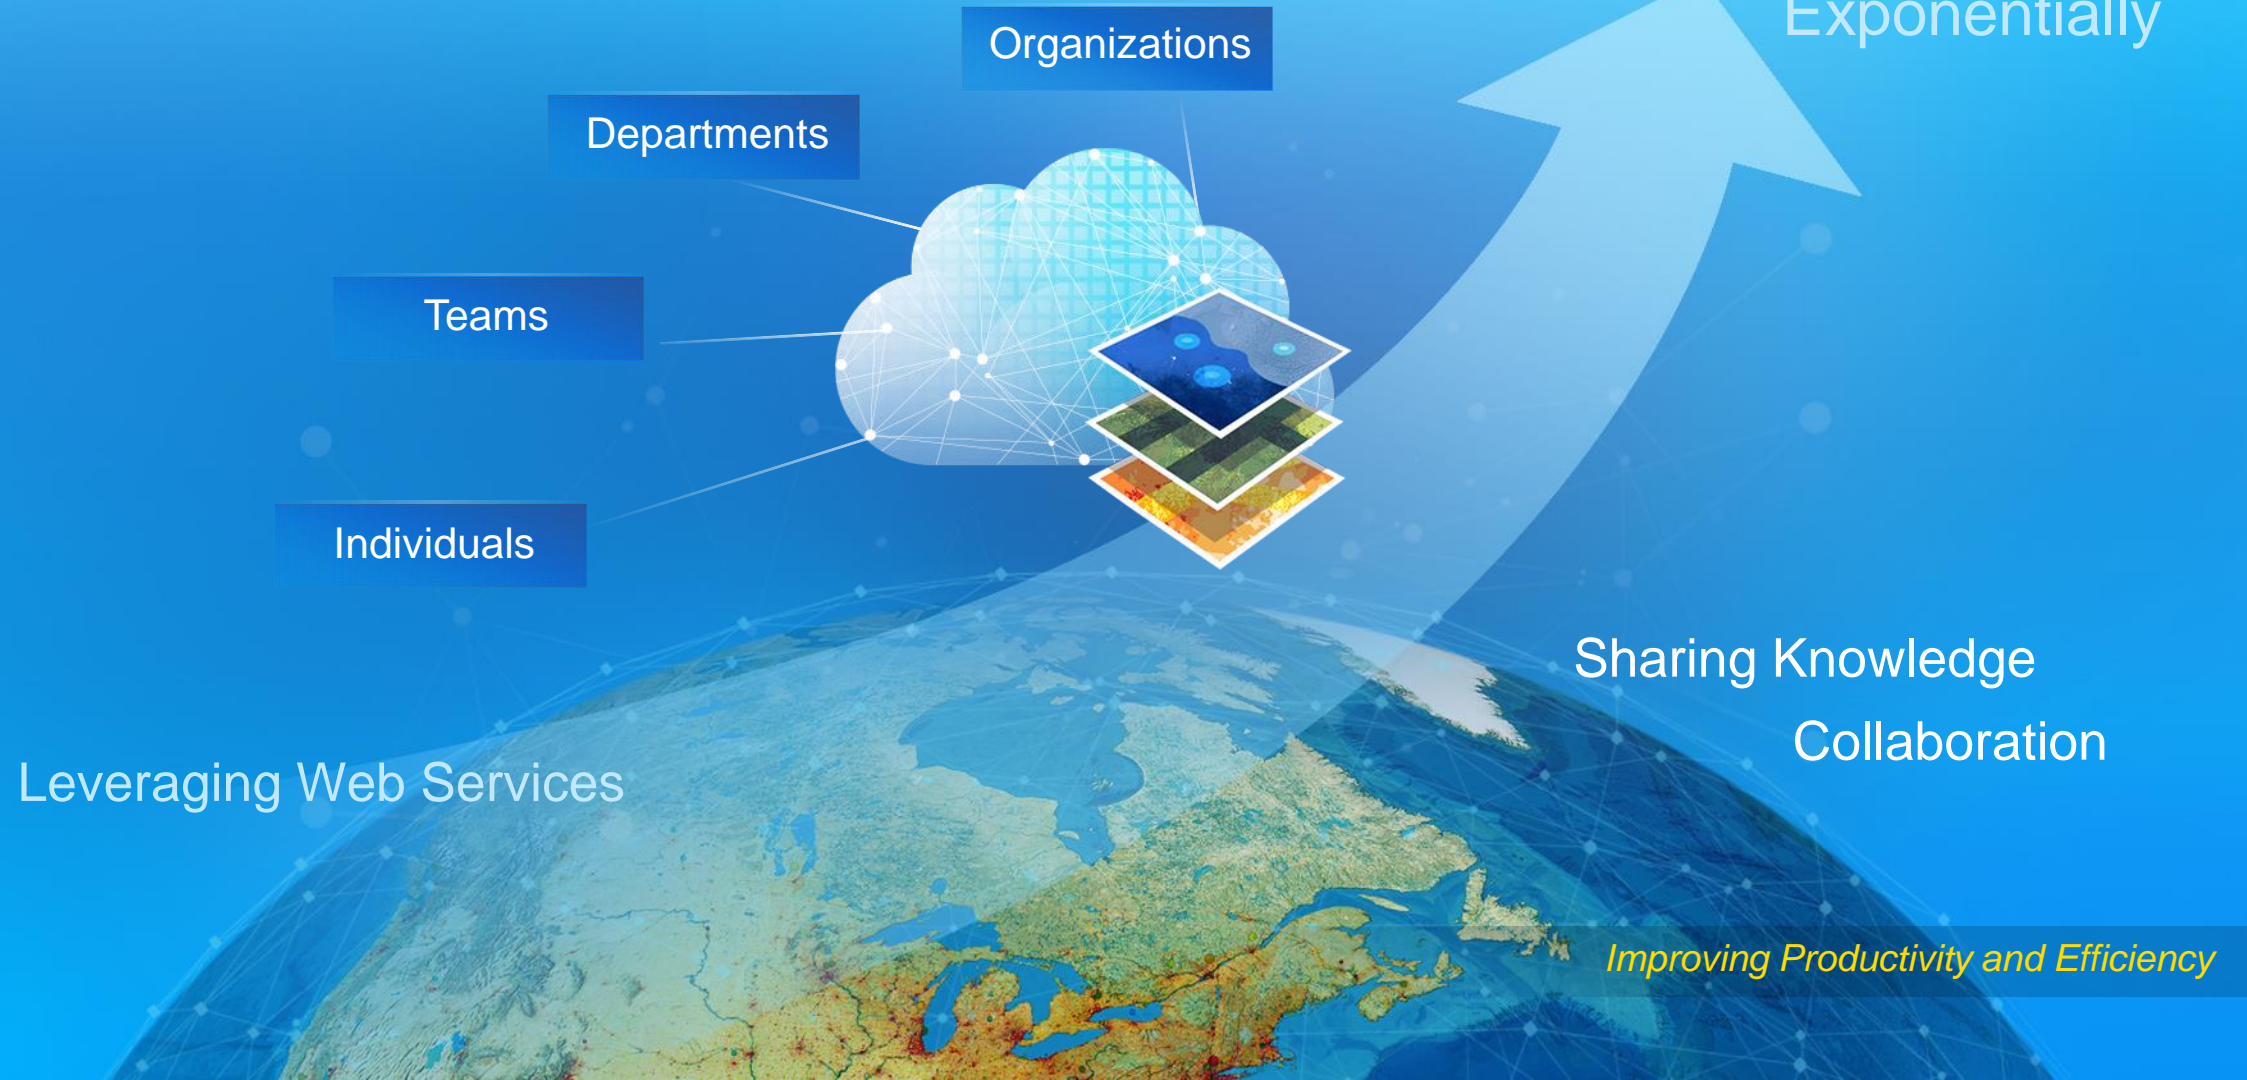 Exponentially
Organizations
Departments
Teams
Individuals
Sharing Knowledge
Collaboration
Leveraging Web Services
Improving Productivity and Efficiency